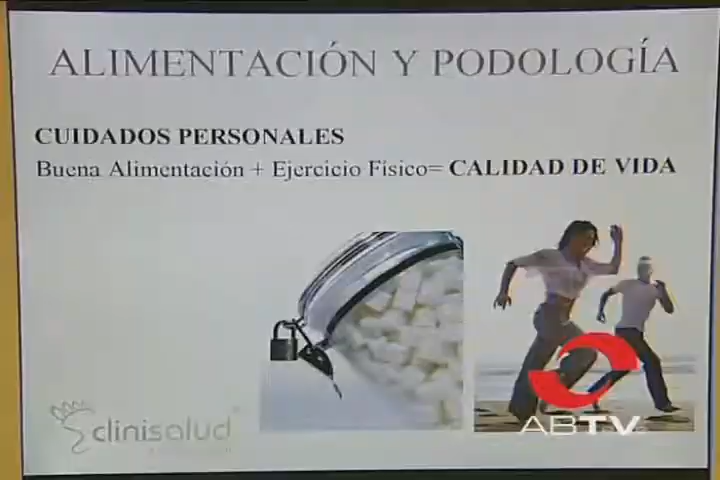 ALIMENTACIÓN Y PODOLOGÍA
CUIDADOS PERSONALES
Buena Alimentación + Ejercicio Físico= CALIDAD DE VIDA
clinisalud
ABTV